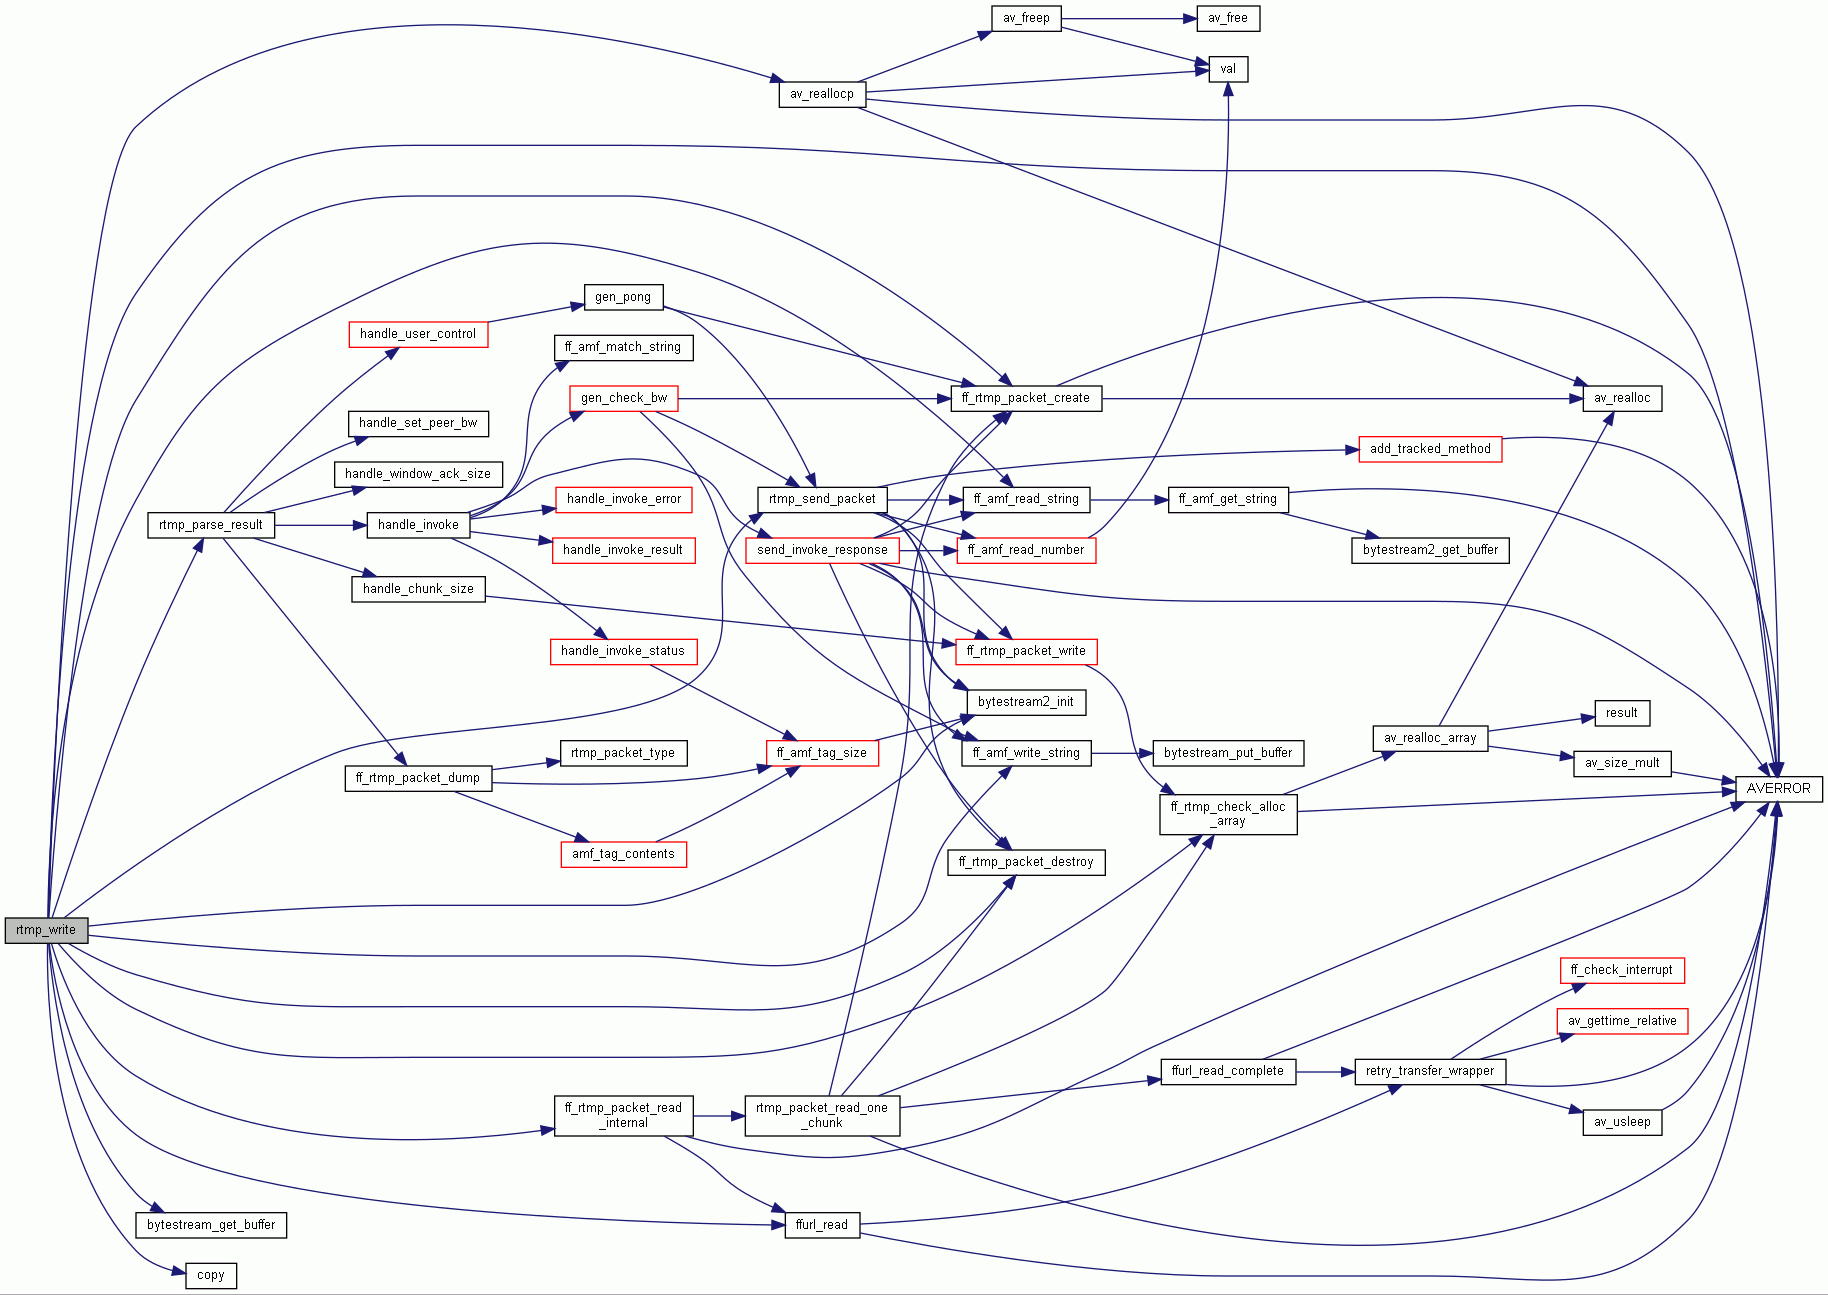 av_freep
av_free
val
av_reallocp
gen_pong
handle_user_control
ff_amf_match_string
gen_check_bw
ff_rtmp_packet_create
av_realloc
handle_set_peer_bw
add_tracked_method
handle_window_ack_size
handle_invoke_error
rtmp_send_packet
ff_amf_read_string
ff_amf_get_string
rtmp_parse_result
handle_invoke
handle_invoke_result
send_invoke_response
ff_amf_read_number
bytestream2_get_buffer
handle_chunk_size
handle_invoke_status
ff_rtmp_packet_write
bytestream2_init
result
av_realloc_array
rtmp_packet_type
ff_amf_tag_size
ff_amf_write_string
bytestream_put_buffer
av_size_mult
ff_rtmp_packet_dump
AVERROR
ff_rtmp_check_alloc
_array
amf_tag_contents
ff_rtmp_packet_destroy
rtmp_write
ff_check_interrupt
av_gettime_relative
ffurl_read_complete
retry_transfer_wrapper
ff_rtmp_packet_read
_internal
rtmp_packet_read_one
_chunk
av_usleep
bytestream_get_buffer
ffurl_read
copy